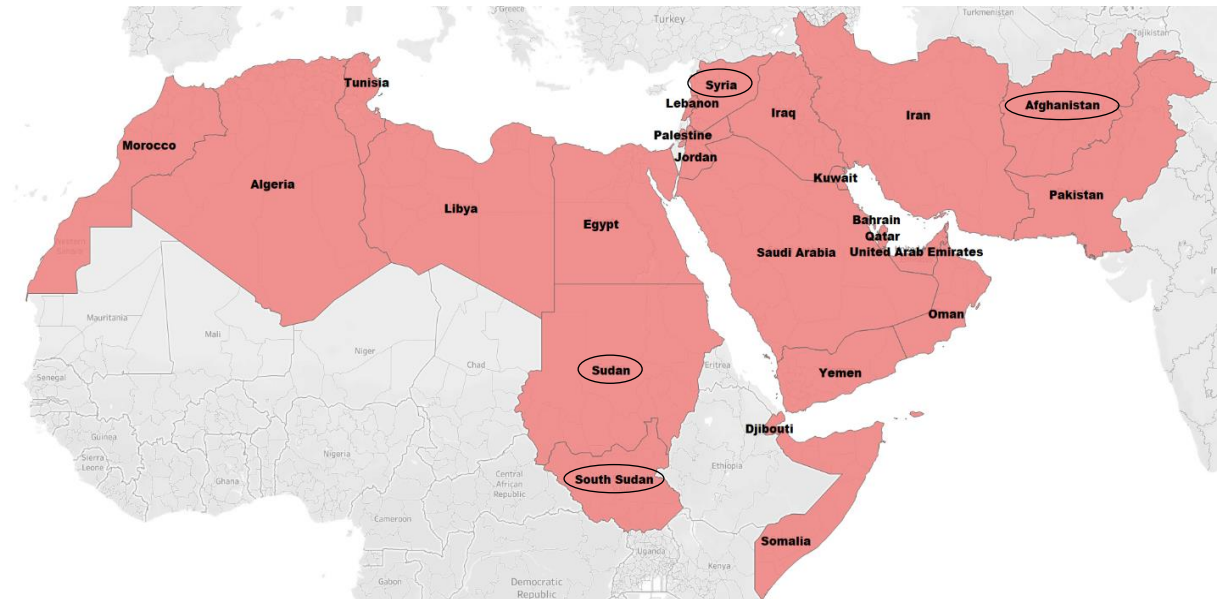 Greece
Turkey
Turkmenistan
Tajikistan
Tunisia
Syria
Lebanon
Afghanistan
Morocco
Palestine
Iraq
Iran
Jordan
Algeria
Kuwait
Pakistan
Libya
Egypt
Bahrain
Qatar
Saudi Arabia
United Arab Emirates
Oman
Mauritania
Mali
Niger
Chad
Sudan
Eritrea
Yemen
Senegal
Djibouti
Guinea
Nigeria
Sierra
Leone
Ghana
Central
African
Republic
South Sudan
Ethiopia
Cameroon
Somalia
Uganda
Kenya
Gabon
Democratic
Republic